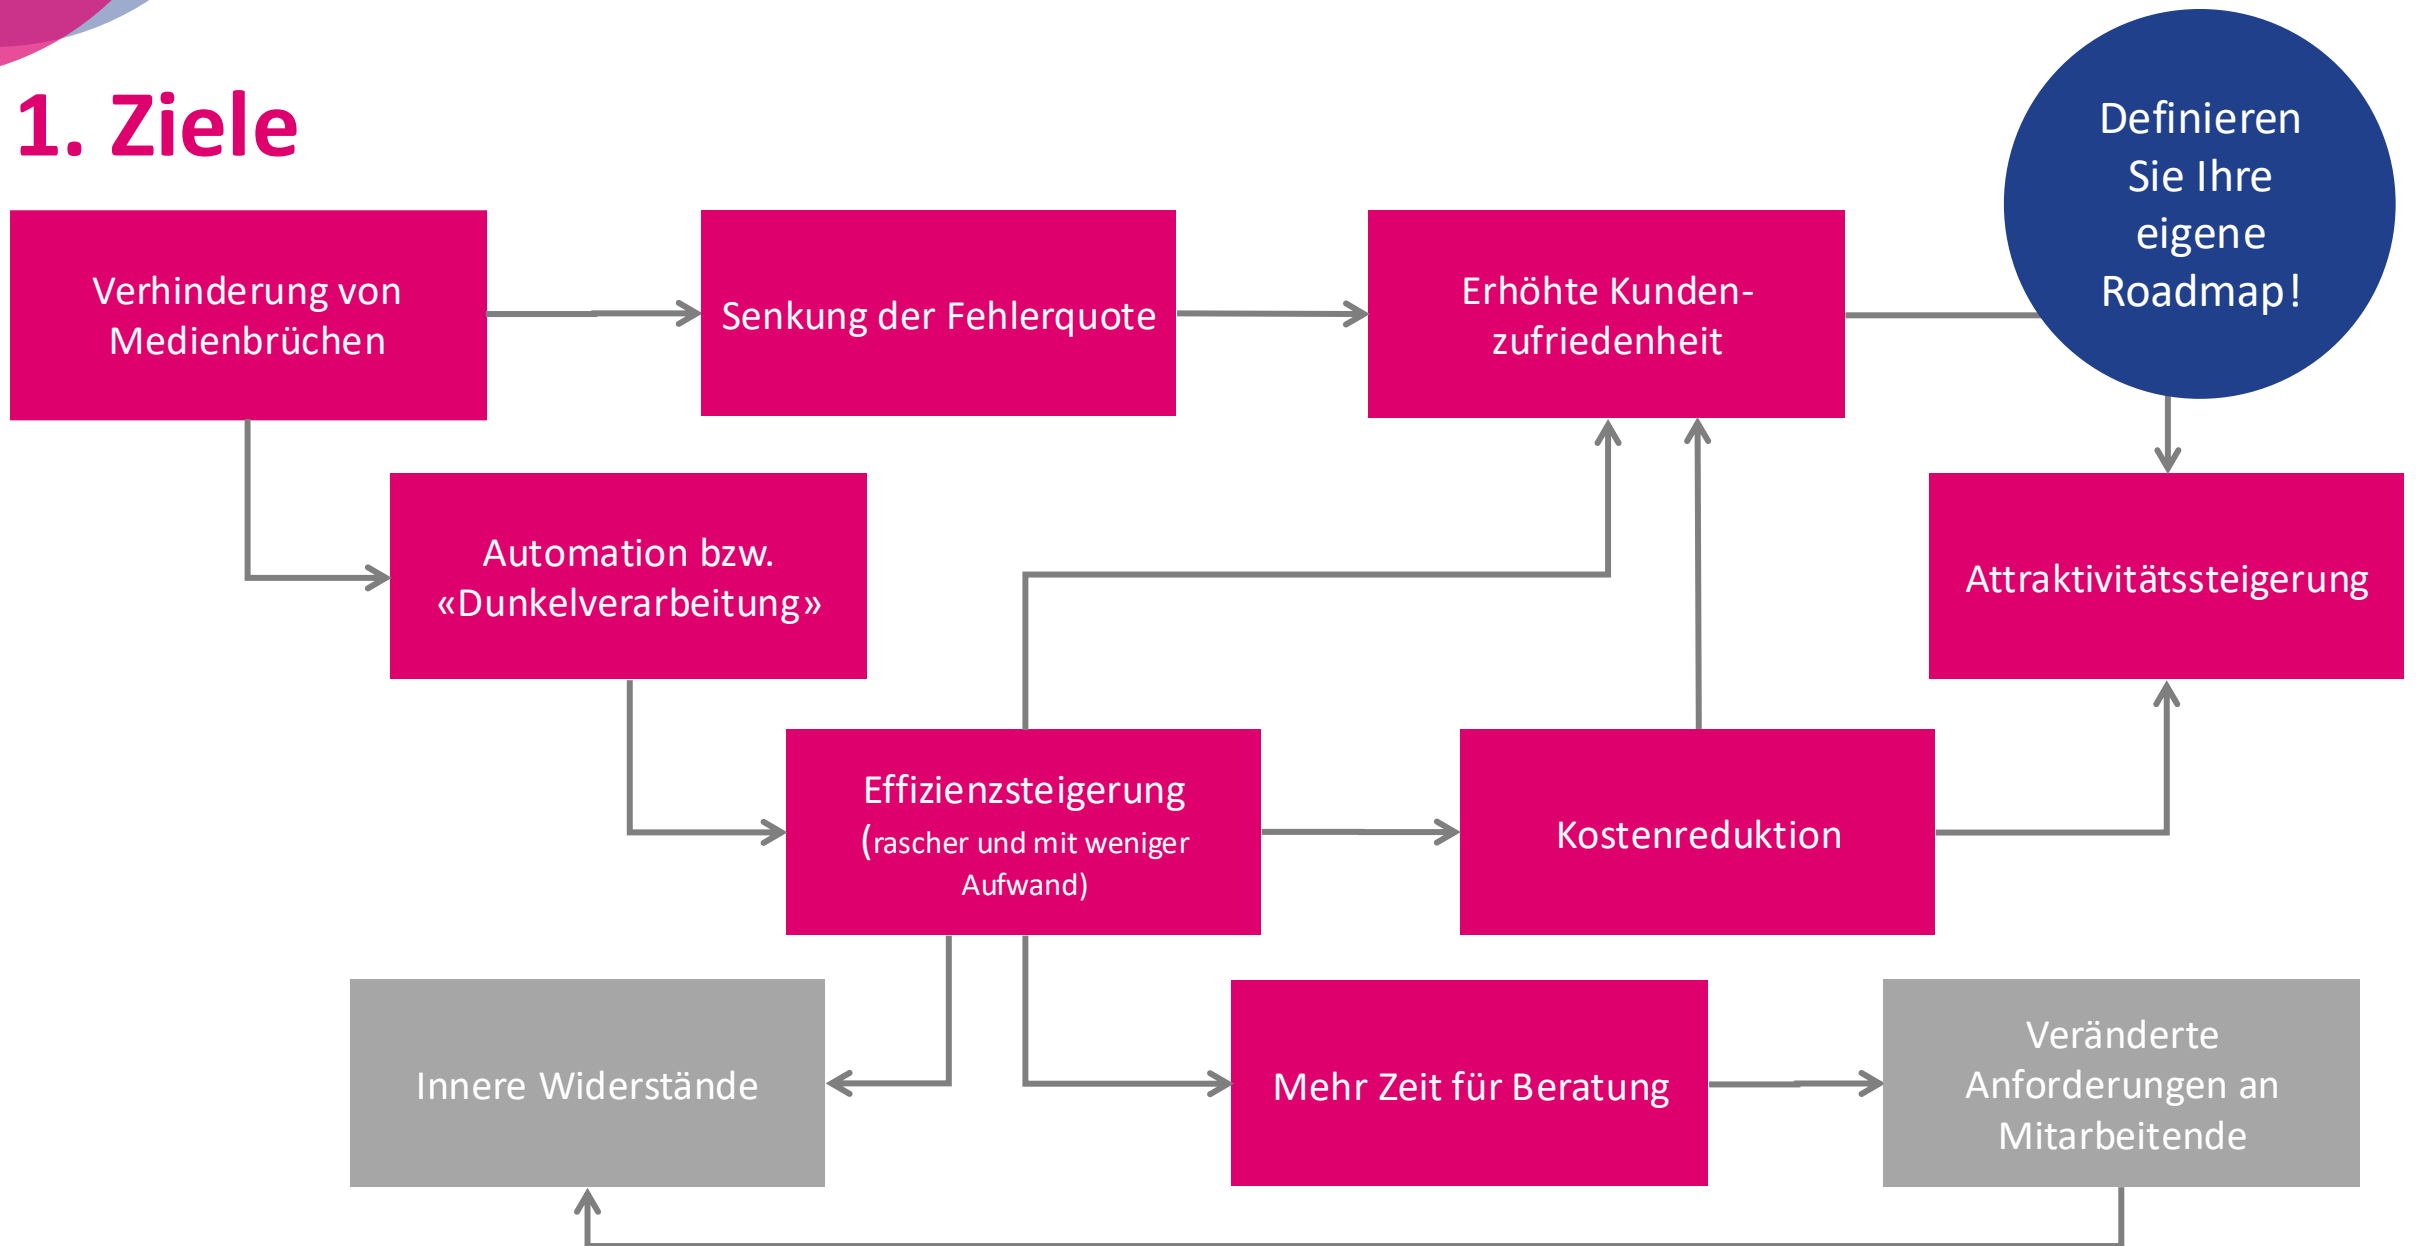 1. Ziele
Definieren
Sie Ihre
eigene
Roadmap!
Verhinderung von
Medienbrüchen
Senkung der Fehlerquote
Erhöhte Kunden-
zufriedenheit
Automation bzw.
«Dunkelverarbeitung»
Attraktivitätssteigerung
Effizienzsteigerung
(rascher und mit weniger
Aufwand)
Kostenreduktion
Innere Widerstände
Mehr Zeit für Beratung
Veränderte
Anforderungen an
Mitarbeitende